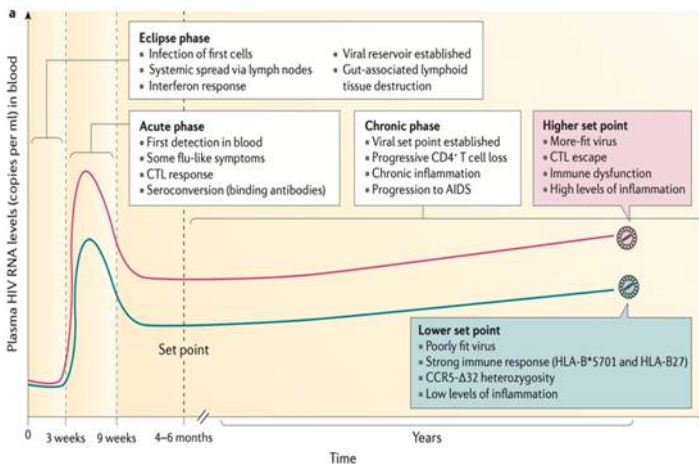 a
Plasma HIV RNA levels (copies per ml) in blood
Eclipse phase
▪ Infection of first cells
▪ Systemic spread via lymph nodes
▪ Interferon response
▪ Viral reservoir established
▪ Gut-associated lymphoid
tissue destruction
Acute phase
▪ First detection in blood
▪ Some flu-like symptoms
▪ CTL response
▪ Seroconversion (binding antibodies)
Chronic phase
▪ Viral set point established
▪ Progressive CD4⁺ T cell loss
▪ Chronic inflammation
▪ Progression to AIDS
Higher set point
▪ More-fit virus
▪ CTL escape
▪ Immune dysfunction
▪ High levels of inflammation
Set point
Lower set point
▪ Poorly fit virus
▪ Strong immune response (HLA-B*5701 and HLA-B27)
▪ CCR5-Δ32 heterozygosity
▪ Low levels of inflammation
0 3 weeks 9 weeks 4–6 months Years
Time